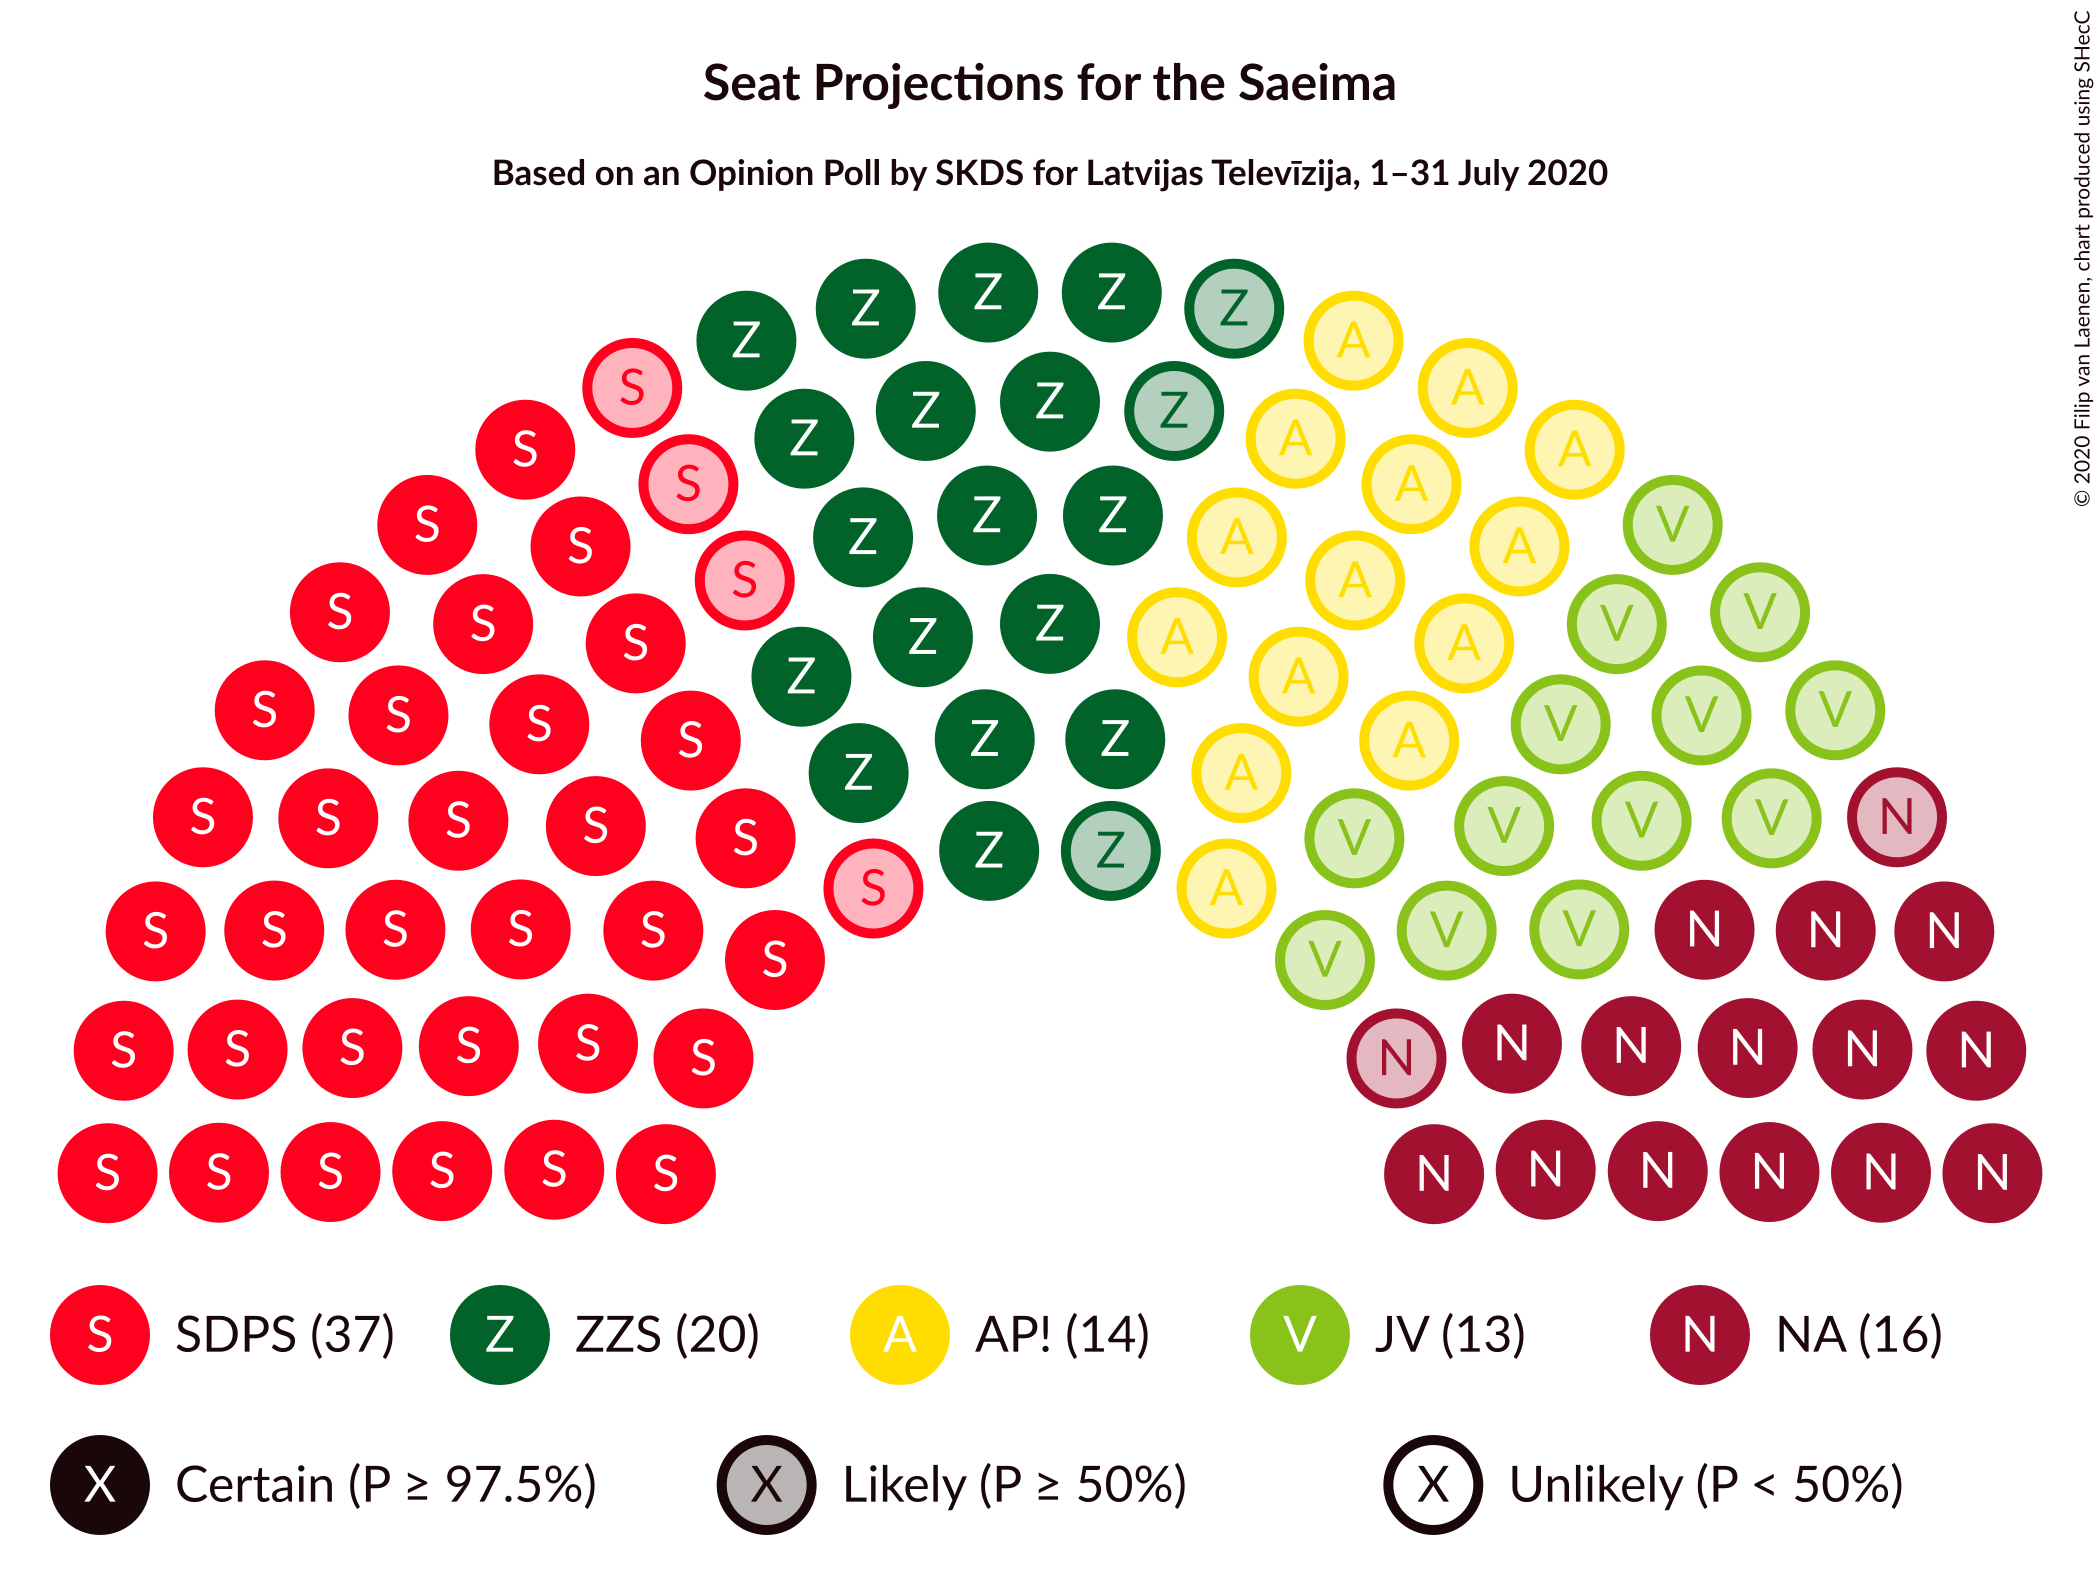 Seat Projections for the Saeima
Based on an Opinion Poll by SKDS for Latvijas Televīzija, 1–31 July 2020
© 2020 Filip van Laenen, chart produced using SHecC
Z Z Z Z Z
S Z A A
S Z Z Z Z A A A
S S Z Z Z A A A V
S S S Z Z A A A V V
S S S Z Z Z A A A V V V
S S S S Z Z Z A A V V V
S S S S S Z Z A V V V V N
S S S S S S S A V V V V N N N
S S S S S S N N N N N N
S S S S S S N N N N N N
S SDPS (37) Z ZZS (20) A AP! (14) V JV (13) N NA (16)
X Certain (P ≥ 97.5%) X Likely (P ≥ 50%) X Unlikely (P < 50%)